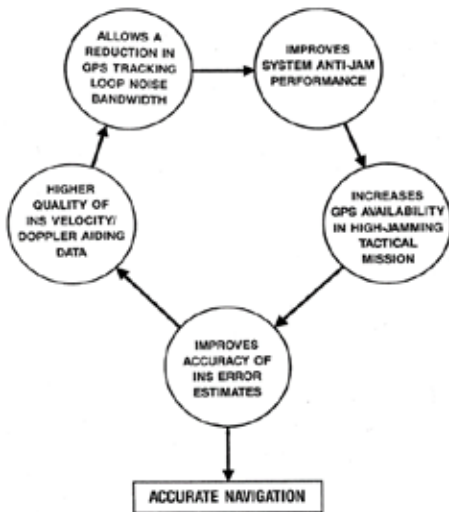 ALLOWS A
REDUCTION IN
GPS TRACKING
LOOP NOISE
BANDWIDTH
IMPROVES
SYSTEM ANTI-JAM
PERFORMANCE
HIGHER
QUALITY OF
INS VELOCITY/
DOPPLER AIDING
DATA
INCREASES
GPS AVAILABILITY
IN HIGH-JAMMING
TACTICAL
MISSION
IMPROVES
ACCURACY OF
INS ERROR
ESTIMATES
ACCURATE NAVIGATION